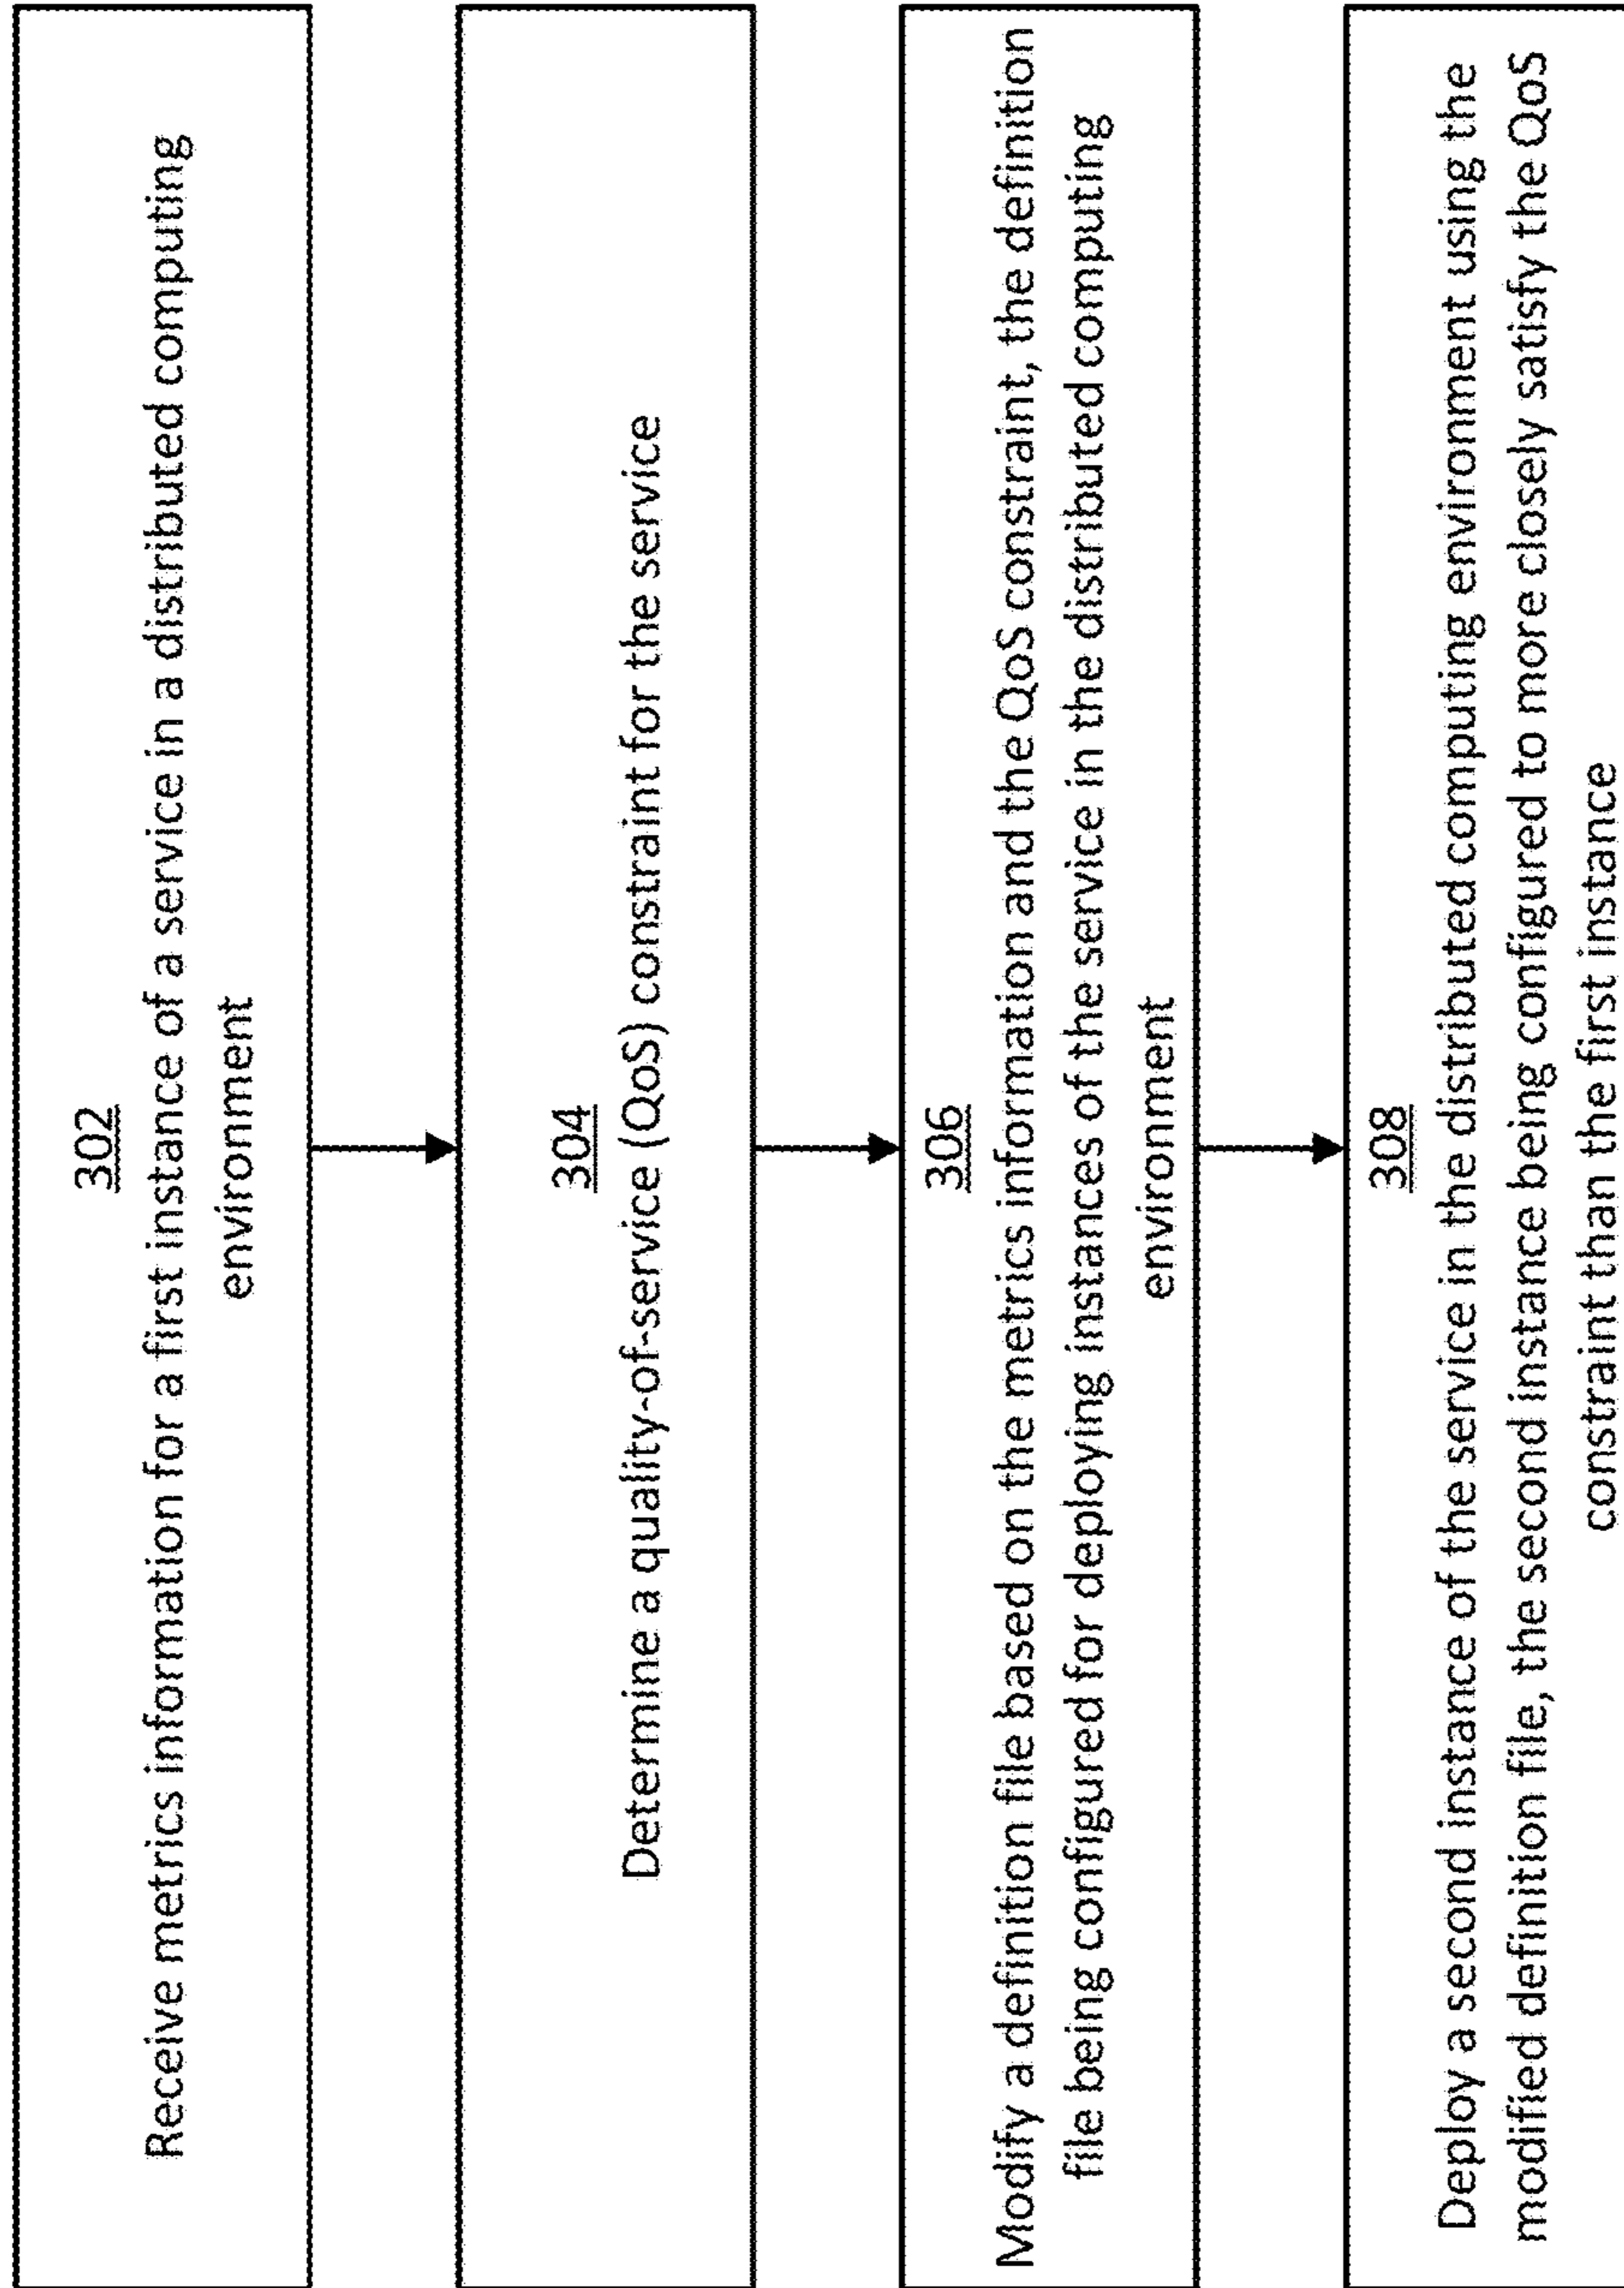 302
Receive metrics information for a first instance of a service in a distributed computing
environment
304
Determine a quality-of-service (QoS) constraint for the service
306
Modify a definition file based on the metrics information and the QoS constraint, the definition
file being configured for deploying instances of the service in the distributed computing
environment
308
Deploy a second instance of the service in the distributed computing environment using the
modified definition file, the second instance being configured to more closely satisfy the QoS
constraint than the first instance